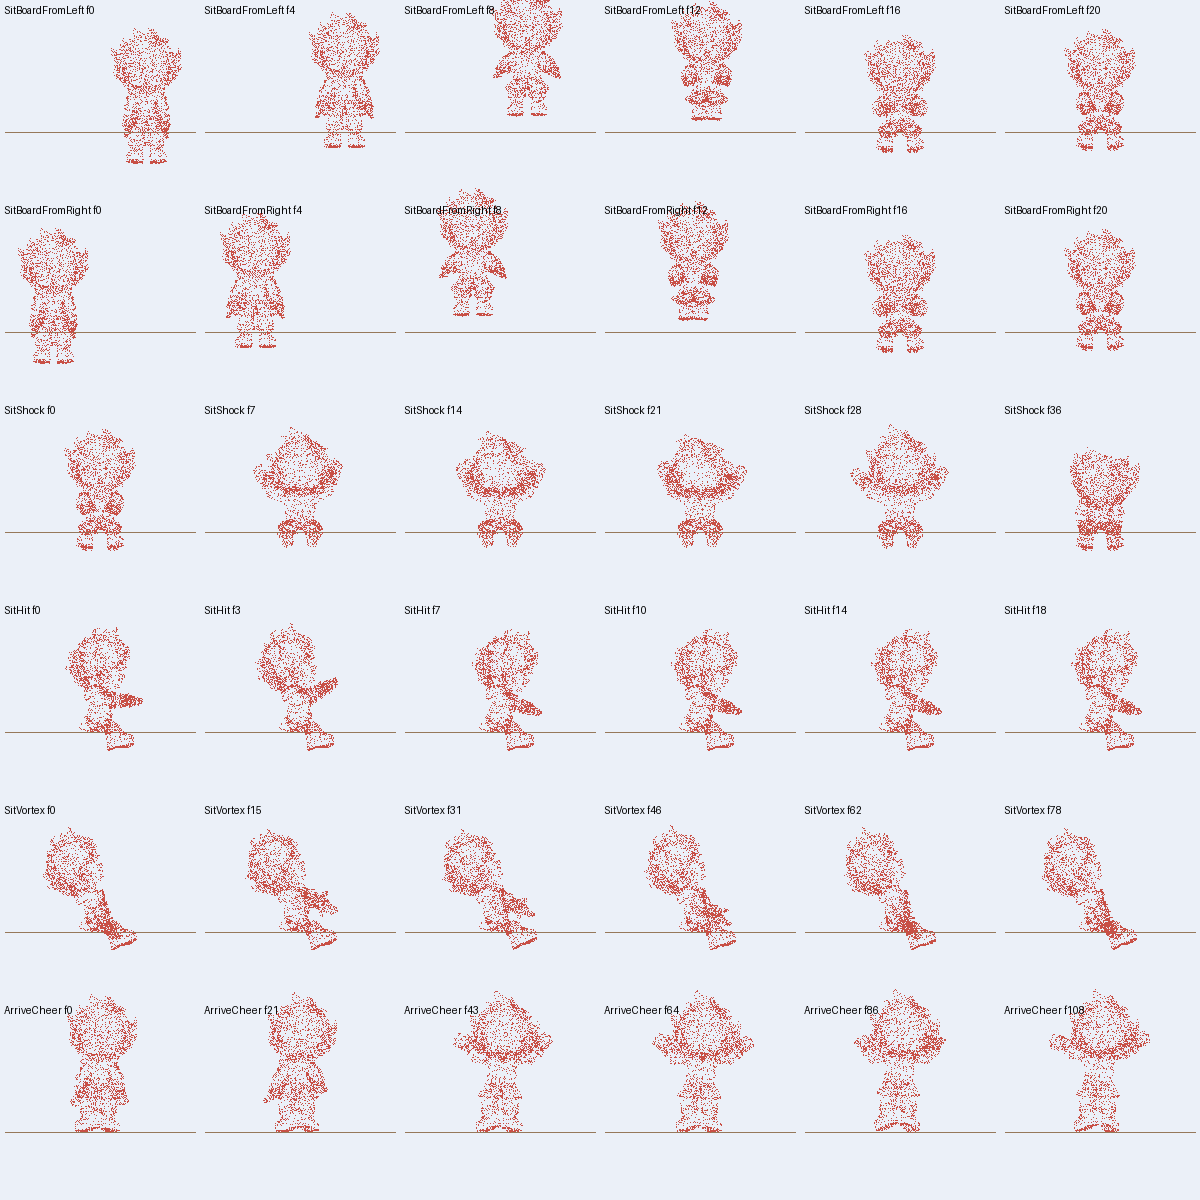 SitBoardFromLeft f0
SitBoardFromLeft f4
SitBoardFromLeft f8
SitBoardFromLeft f12
SitBoardFromLeft f16
SitBoardFromLeft f20
SitBoardFromRight f0
SitBoardFromRight f4
SitBoardFromRight f8
SitBoardFromRight f12
SitBoardFromRight f16
SitBoardFromRight f20
SitShock f0
SitShock f7
SitShock f14
SitShock f21
SitShock f28
SitShock f36
SitHit f0
SitHit f3
SitHit f7
SitHit f10
SitHit f14
SitHit f18
SitVortex f0
SitVortex f15
SitVortex f31
SitVortex f46
SitVortex f62
SitVortex f78
ArriveCheer f0
ArriveCheer f21
ArriveCheer f43
ArriveCheer f64
ArriveCheer f86
ArriveCheer f108